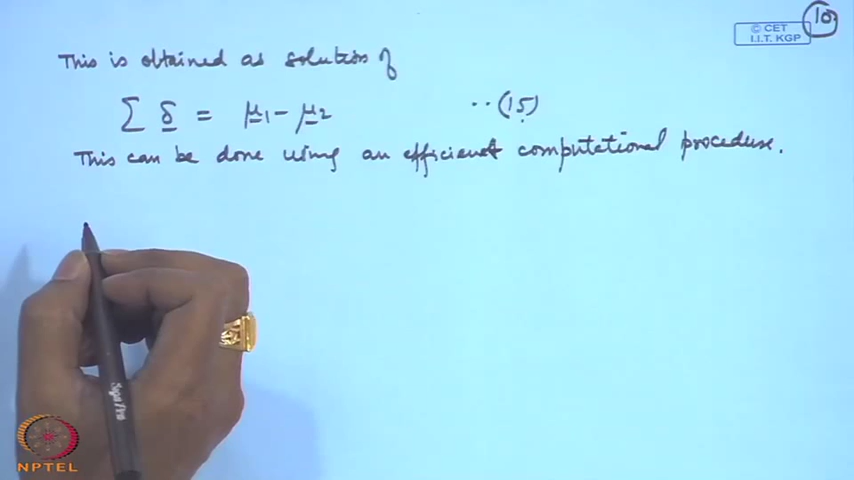 10
© CET
I.I.T. KGP
This is obtained as solution of
Σ δ = μ1 - μ2 ..(15)
This can be done using an efficient computational procedure.
NPTEL